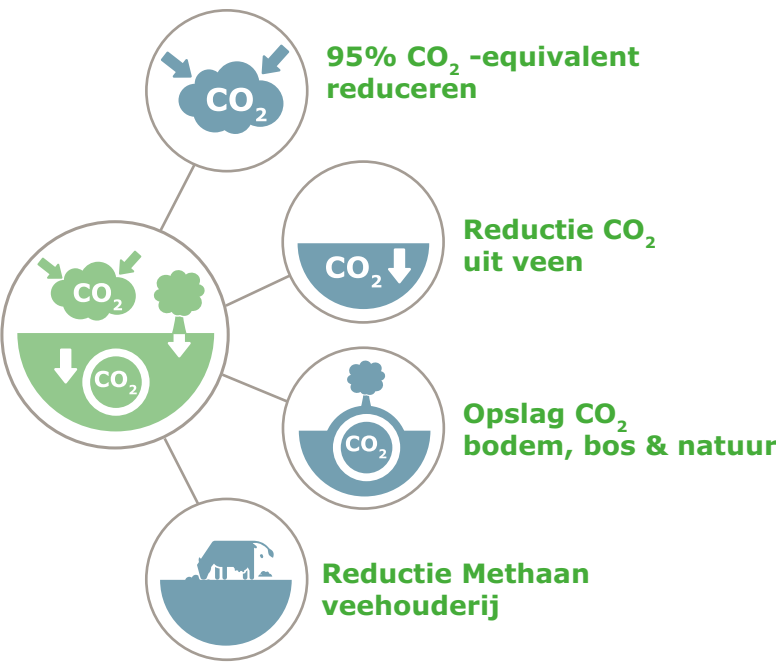 CO₂
95% CO₂ -equivalent
reduceren
CO₂
Reductie CO₂
uit veen
CO₂
CO₂
CO₂
Opslag CO₂
bodem, bos & natuur
Reductie Methaan
veehouderij